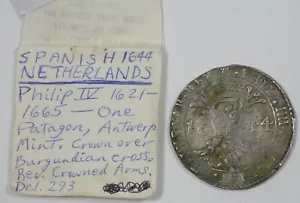 SPANISH 1644
NETHERLANDS
Philip IV 1621-
1665 — One
Patagon, Antwerp
Mint. Crown over
Burgundian cross.
Rev. Crowned Arms.
Del. 293